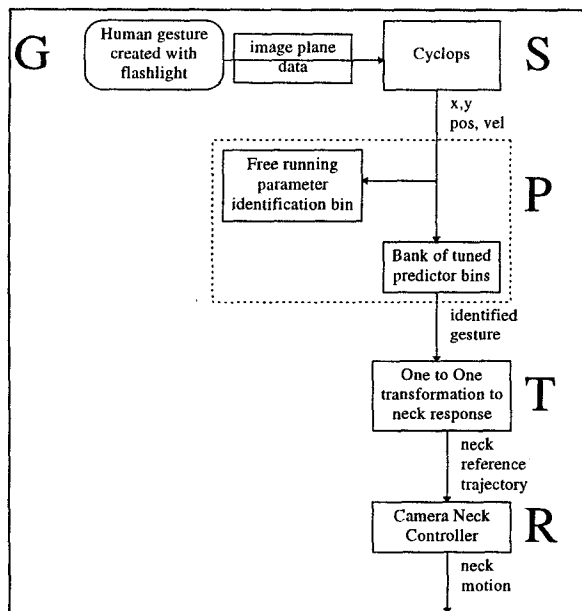 G
Human gesture
created with
flashlight
image plane
data
Cyclops
S
x,y
pos, vel
Free running
parameter
identification bin
P
Bank of tuned
predictor bins
identified
gesture
One to One
transformation to
neck response
T
neck
reference
trajectory
Camera Neck
Controller
R
neck
motion